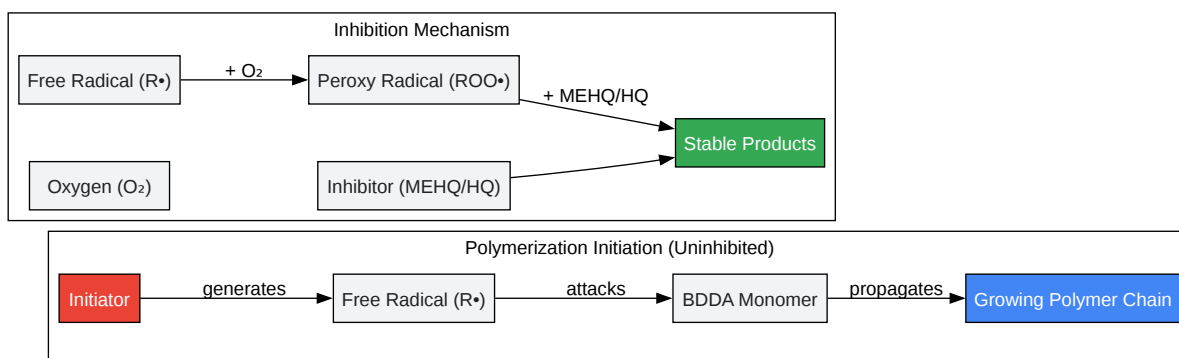 Inhibition Mechanism
Free Radical (R•)
+ O₂
Peroxy Radical (ROO•)
+ MEHQ/HQ
Stable Products
Oxygen (O₂)
Inhibitor (MEHQ/HQ)
Polymerization Initiation (Uninhibited)
Initiator
generates
Free Radical (R•)
attacks
BDDA Monomer
propagates
Growing Polymer Chain